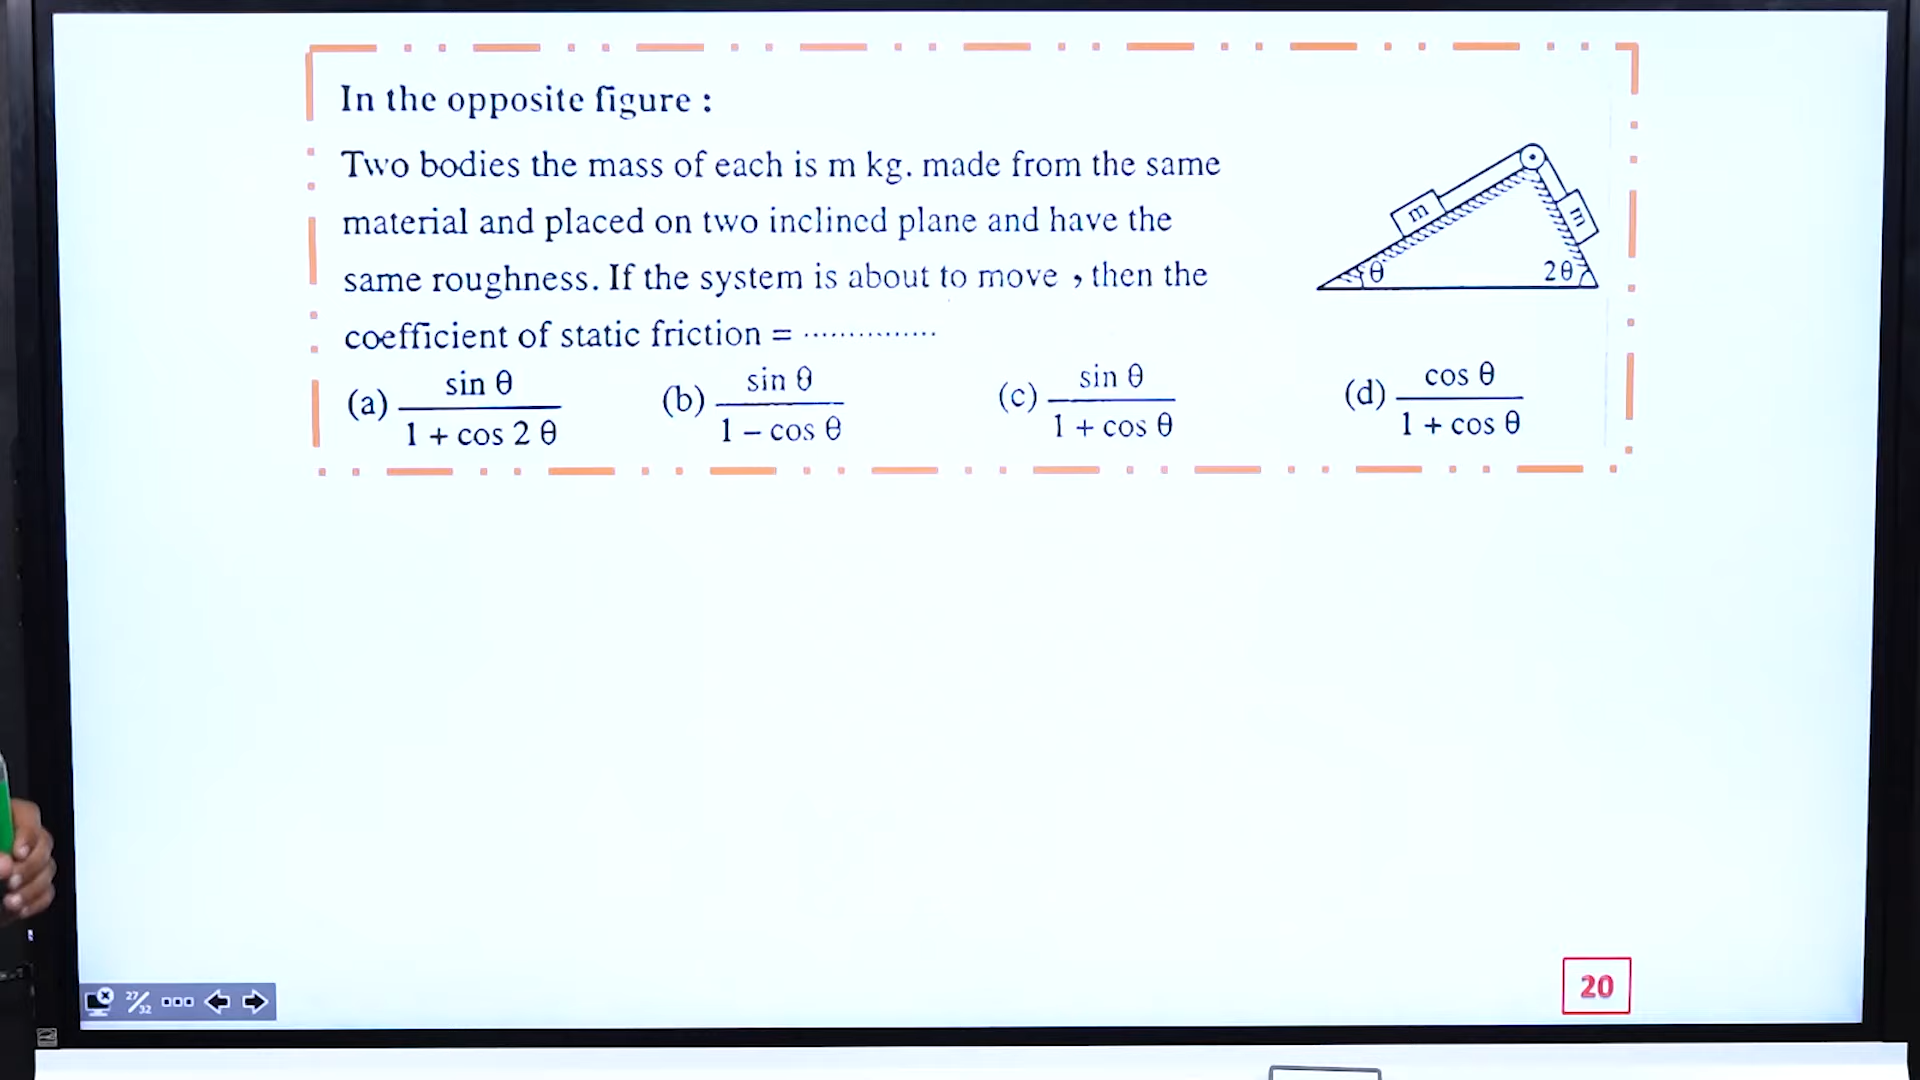 In the opposite figure :
Two bodies the mass of each is m kg. made from the same
material and placed on two inclined plane and have the
same roughness. If the system is about to move , then the
coefficient of static friction = ...............
(a) sin θ / 1 + cos 2 θ (b) sin θ / 1 – cos θ (c) sin θ / 1 + cos θ (d) cos θ / 1 + cos θ
m m
θ 2θ
27/32
20